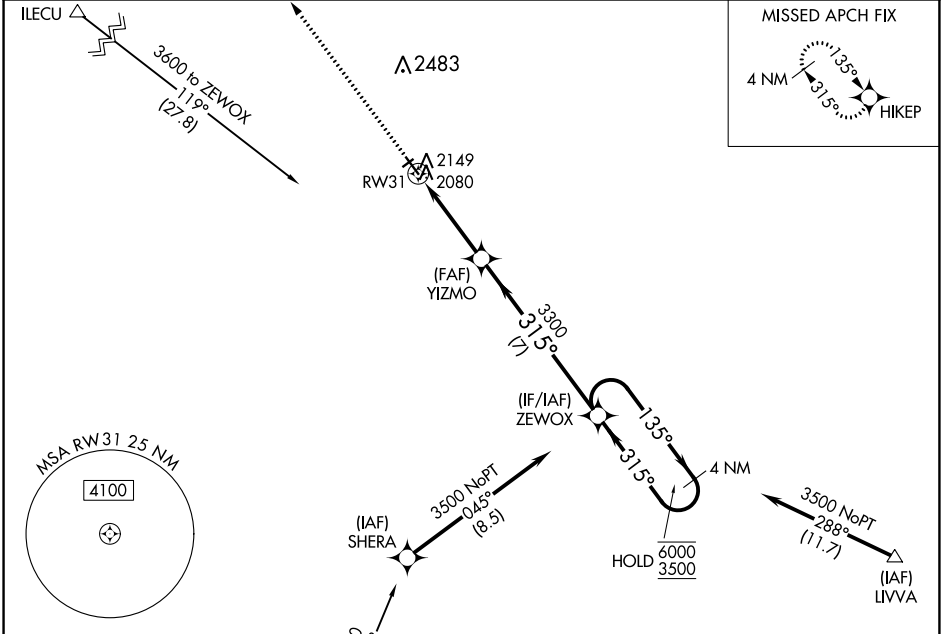 ILECU
3600 to ZEWOX
119°
(27.8)
2483
2149
2080
RW31
MISSED APCH FIX
4 NM
135°
315°
HIKEP
(FAF)
YIZMO
3300
315°
(7)
(IF/IAF)
ZEWOX
135°
315°
4 NM
HOLD
6000
3500
MSA RW31 25 NM
4100
3500 NoPT
045°
(8.5)
(IAF)
SHERA
3500 NoPT
288°
(11.7)
(IAF)
LIVVA